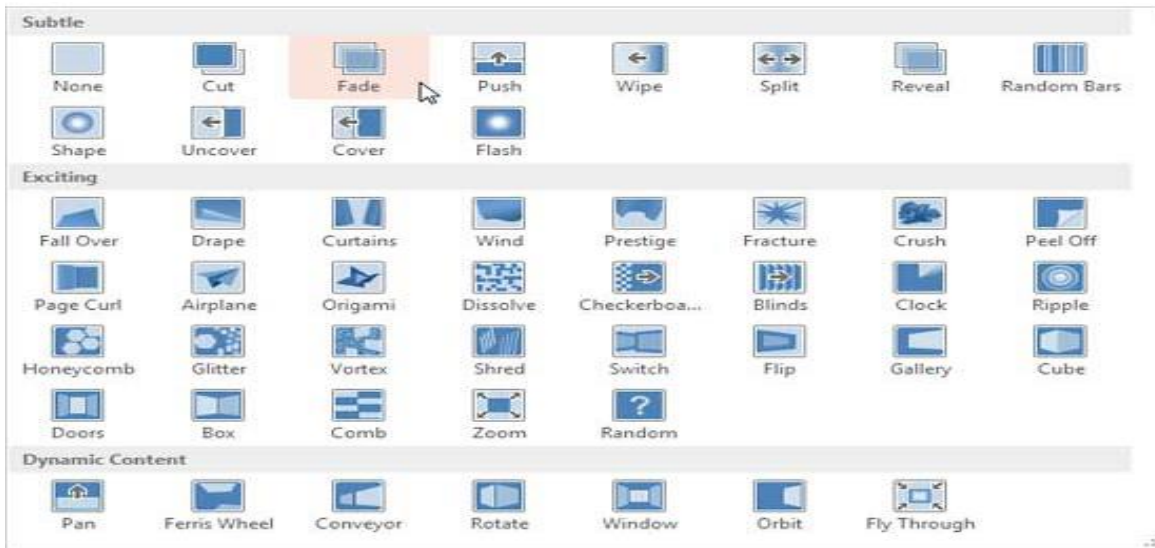 Subtle
None Cut Fade Push Wipe Split Reveal Random Bars
Shape Uncover Cover Flash
Exciting
Fall Over Drape Curtains Wind Prestige Fracture Crush Peel Off
Page Curl Airplane Origami Dissolve Checkerboa... Blinds Clock Ripple
Honeycomb Glitter Vortex Shred Switch Flip Gallery Cube
Doors Box Comb Zoom Random
Dynamic Content
Pan Ferris Wheel Conveyor Rotate Window Orbit Fly Through